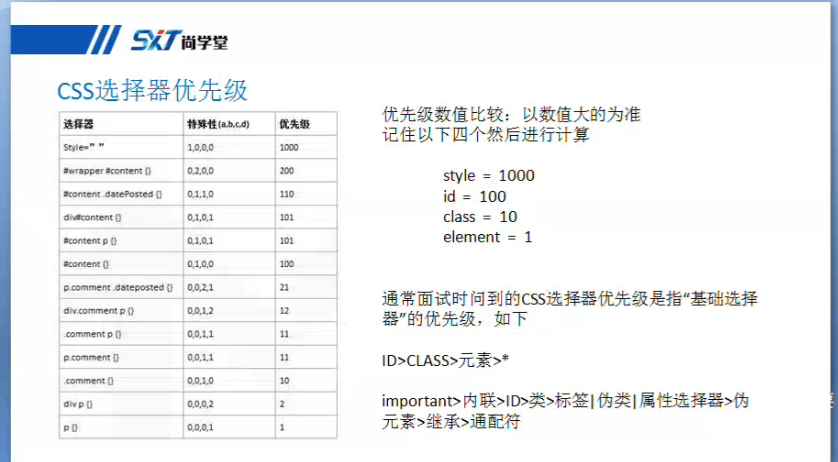 SXT尚学堂
CSS选择器优先级
选择器 特殊性(a,b,c,d) 优先级
Style=” ” 1,0,0,0 1000
#wrapper #content {} 0,2,0,0 200
#content .datePosted {} 0,1,1,0 110
div#content {} 0,1,0,1 101
#content p {} 0,1,0,1 101
#content {} 0,1,0,0 100
p.comment .dateposted {} 0,0,2,1 21
div.comment p {} 0,0,1,2 12
.comment p {} 0,0,1,1 11
p.comment {} 0,0,1,1 11
.comment {} 0,0,1,0 10
div p {} 0,0,0,2 2
p {} 0,0,0,1 1
优先级数值比较：以数值大的为准
记住以下四个然后进行计算
style = 1000
id = 100
class = 10
element = 1
通常面试时问到的CSS选择器优先级是指“基础选择
器”的优先级，如下
ID>CLASS>元素>*
important>内联>ID>类>标签|伪类|属性选择器>伪
元素>继承>通配符